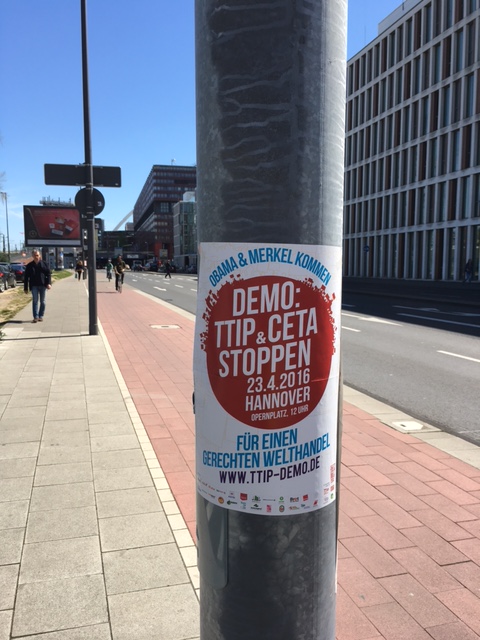 OBAMA & MERKEL KOMMEN
DEMO:
TTIP & CETA
STOPPEN
23.4.2016
HANNOVER
OPERNPLATZ, 12 UHR
FÜR EINEN
GERECHTEN WELTHANDEL
WWW.TTIP-DEMO.DE